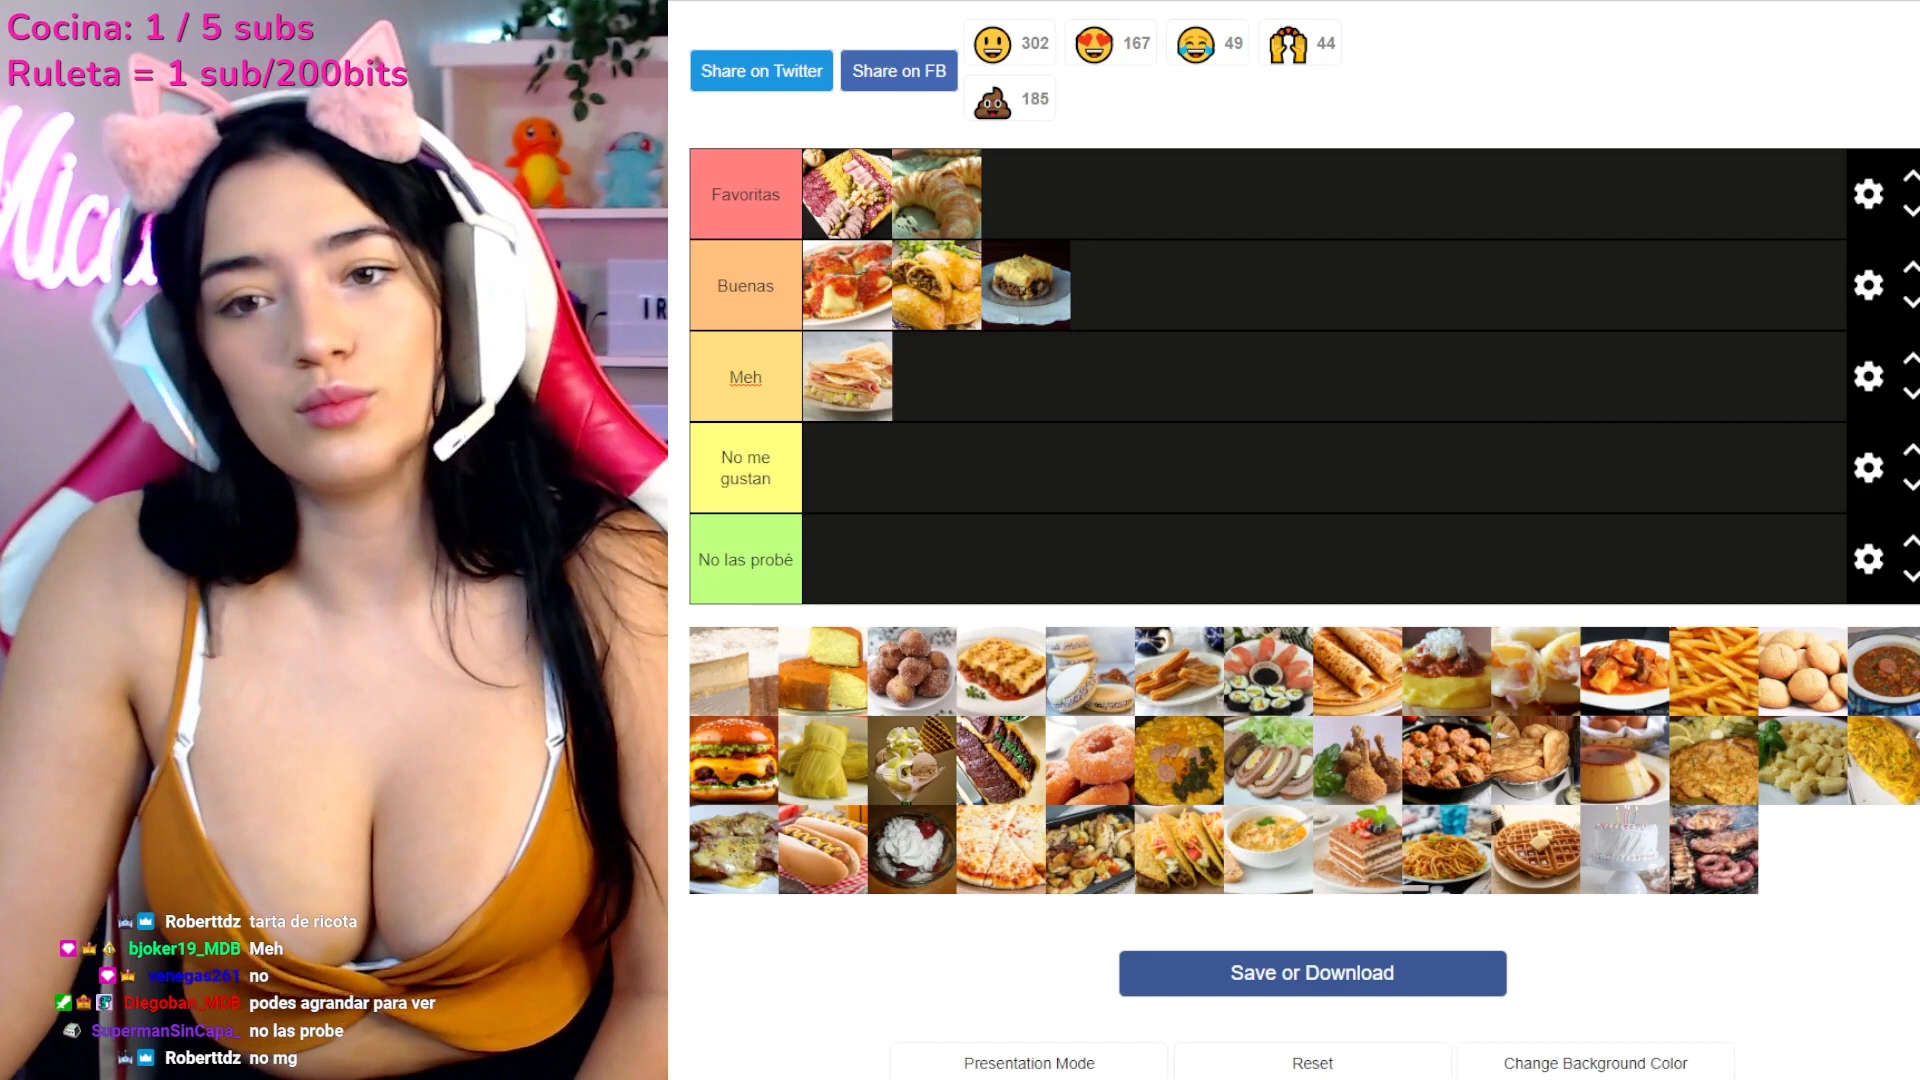 Cocina: 1 / 5 subs
Ruleta = 1 sub/200bits
Share on Twitter
Share on FB
302
167
49
44
185
Favoritas
Buenas
Meh
No me
gustan
No las probé
Roberttdz tarta de ricota
bjoker19_MDB Meh
venegas261 no
Diegoban_MDB podes agrandar para ver
SupermanSinCapa_ no las probe
Roberttdz no mg
Save or Download
Presentation Mode
Reset
Change Background Color